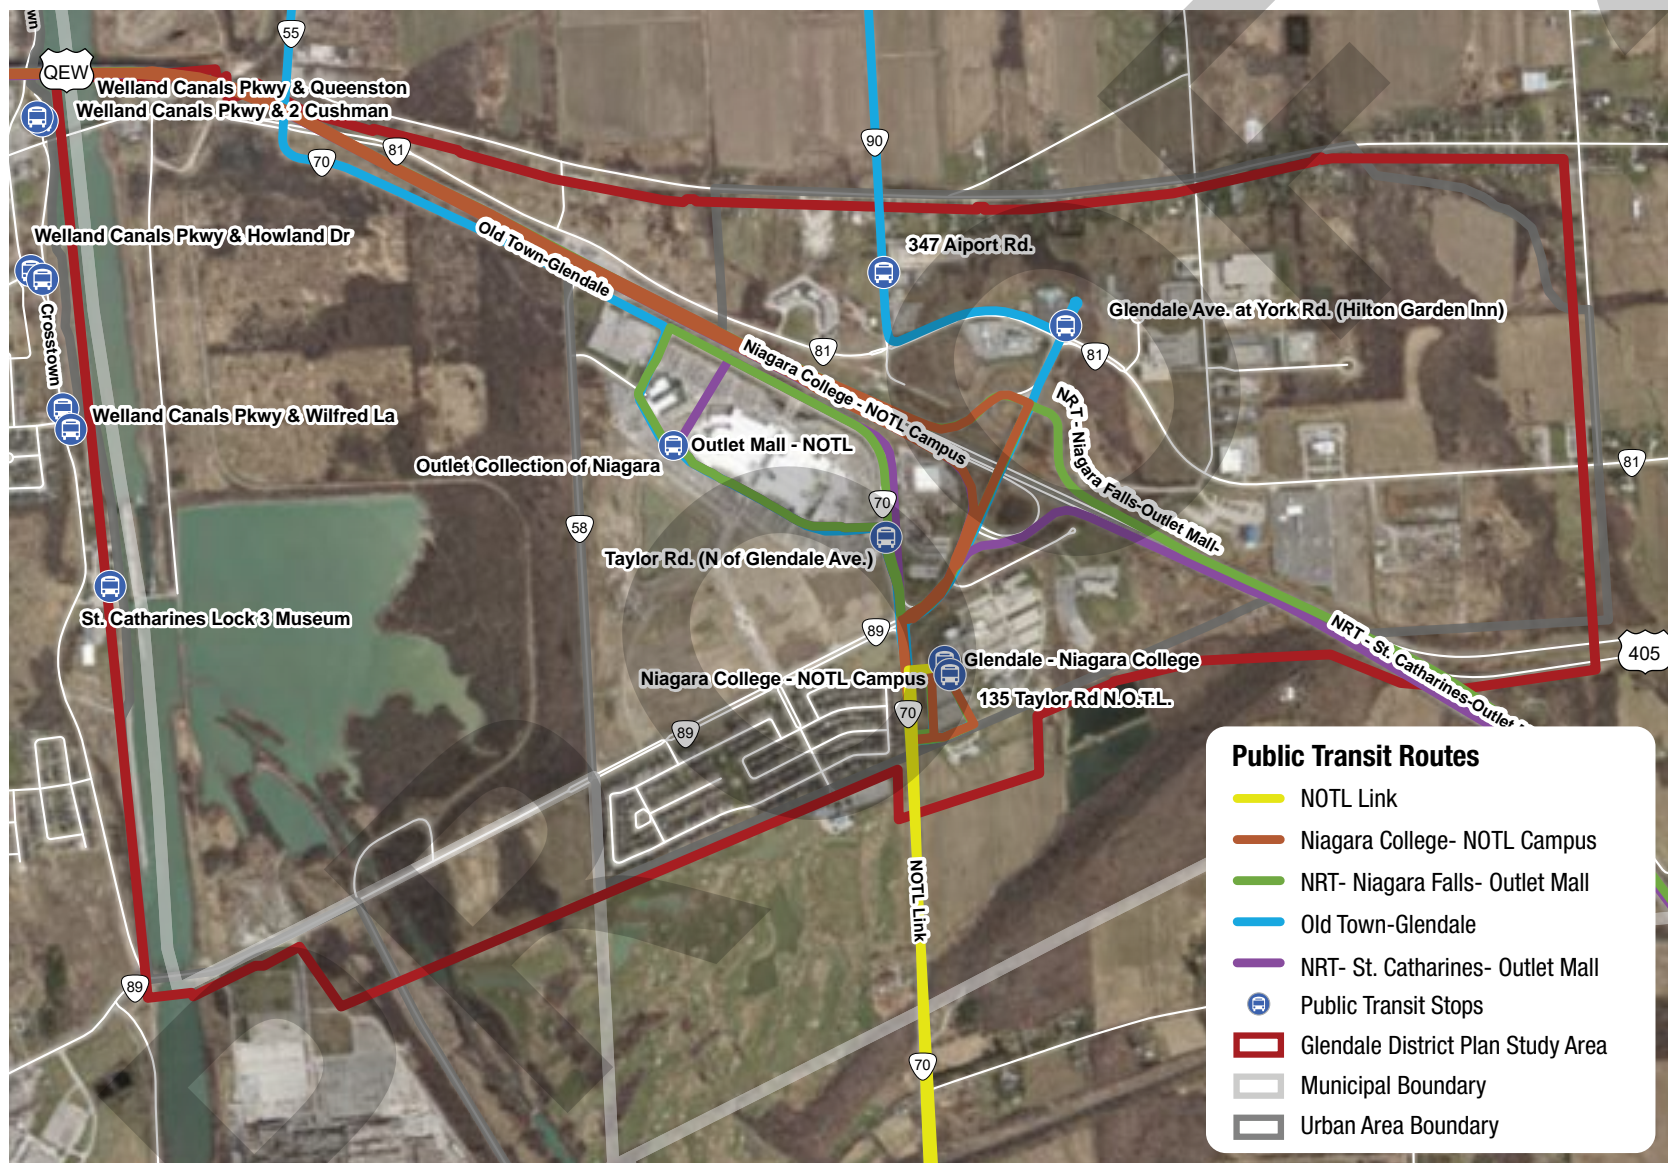 wn
55
QEW
Welland Canals Pkwy & Queenston
Welland Canals Pkwy & 2 Cushman
81
70
90
Welland Canals Pkwy & Howland Dr
Old Town-Glendale
347 Aiport Rd.
Crosstown
Glendale Ave. at York Rd. (Hilton Garden Inn)
81
81
Niagara College - NOTL Campus
NRT - Niagara Falls-Outlet Mall-
Welland Canals Pkwy & Wilfred La
Outlet Mall - NOTL
Outlet Collection of Niagara
81
70
58
Taylor Rd. (N of Glendale Ave.)
St. Catharines Lock 3 Museum
89
NRT - St. Catharines-Outlet
405
Glendale - Niagara College
Niagara College - NOTL Campus
135 Taylor Rd N.O.T.L.
70
89
NOTL Link
89
70
Public Transit Routes
NOTL Link
Niagara College- NOTL Campus
NRT- Niagara Falls- Outlet Mall
Old Town-Glendale
NRT- St. Catharines- Outlet Mall
Public Transit Stops
Glendale District Plan Study Area
Municipal Boundary
Urban Area Boundary